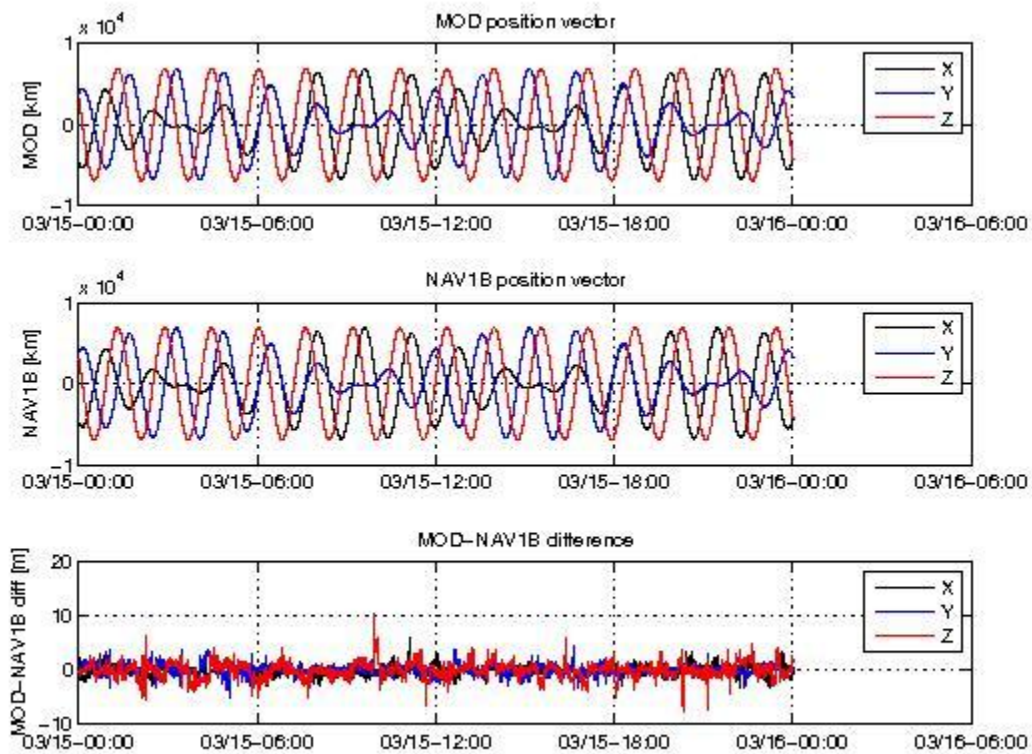 x 10^4
MOD position vector
1
0
-1
MOD [km]
X
Y
Z
03/15-00:00 03/15-06:00 03/15-12:00 03/15-18:00 03/16-00:00 03/16-06:00
x 10^4
NAV1B position vector
1
0
-1
NAV1B [km]
X
Y
Z
03/15-00:00 03/15-06:00 03/15-12:00 03/15-18:00 03/16-00:00 03/16-06:00
MOD-NAV1B difference
20
10
0
-10
MOD-NAV1B diff [m]
X
Y
Z
03/15-00:00 03/15-06:00 03/15-12:00 03/15-18:00 03/16-00:00 03/16-06:00